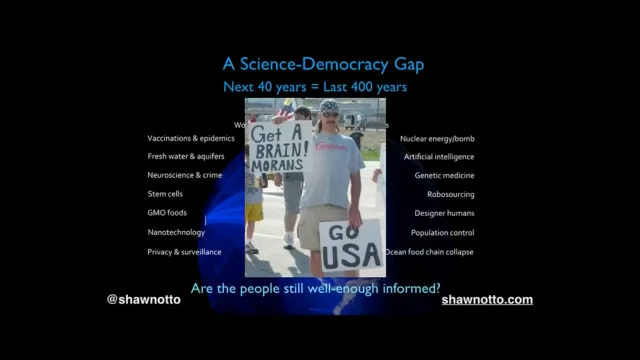 A Science-Democracy Gap
Next 40 years = Last 400 years
Vaccinations & epidemics
Fresh water & aquifers
Neuroscience & crime
Stem cells
GMO foods
Nanotechnology
Privacy & surveillance
Get A
BRAIN!
MORANS
GO
USA
Nuclear energy/bomb
Artificial intelligence
Genetic medicine
Robosourcing
Designer humans
Population control
Ocean food chain collapse
Are the people still well-enough informed?
@shawnotto
shawnotto.com